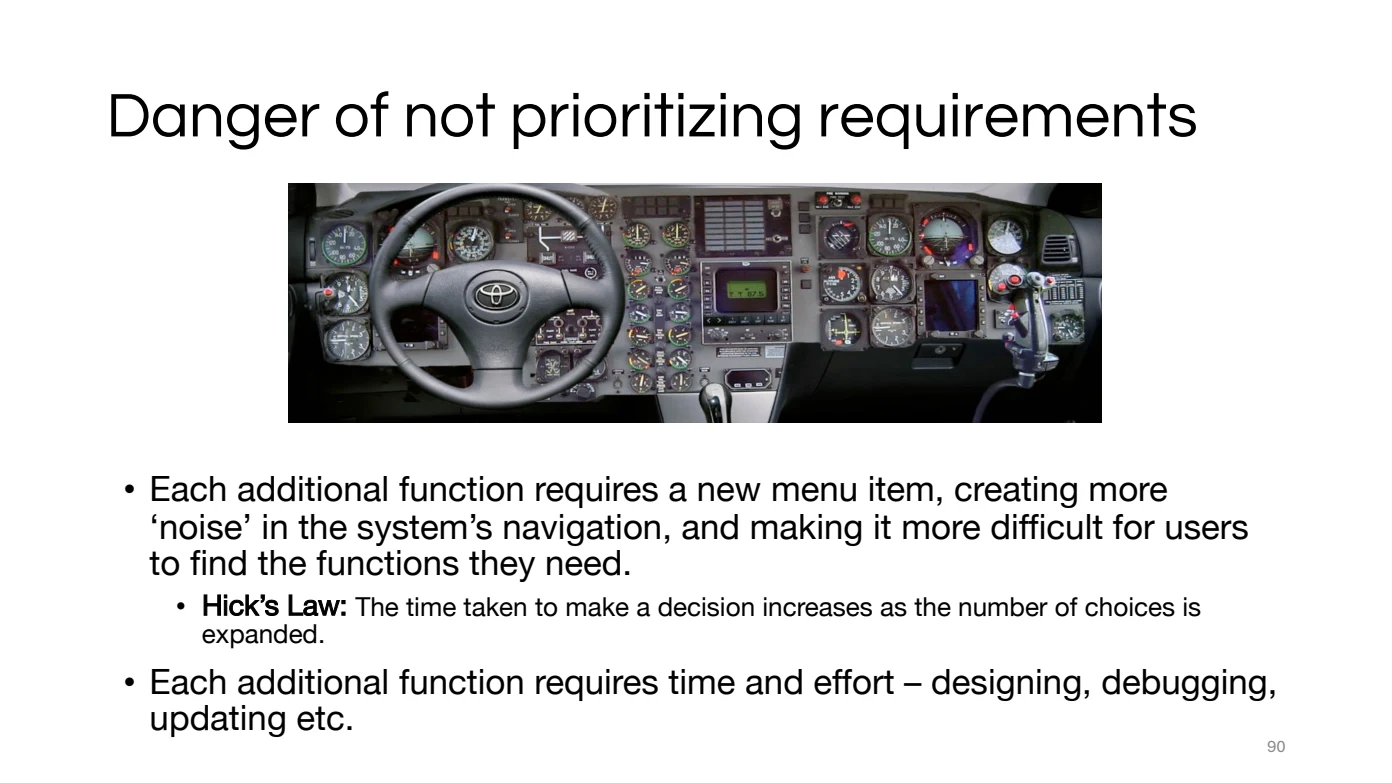 Danger of not prioritizing requirements
• Each additional function requires a new menu item, creating more
‘noise’ in the system’s navigation, and making it more difficult for users
to find the functions they need.
• Hick’s Law: The time taken to make a decision increases as the number of choices is
expanded.
• Each additional function requires time and effort – designing, debugging,
updating etc.
90